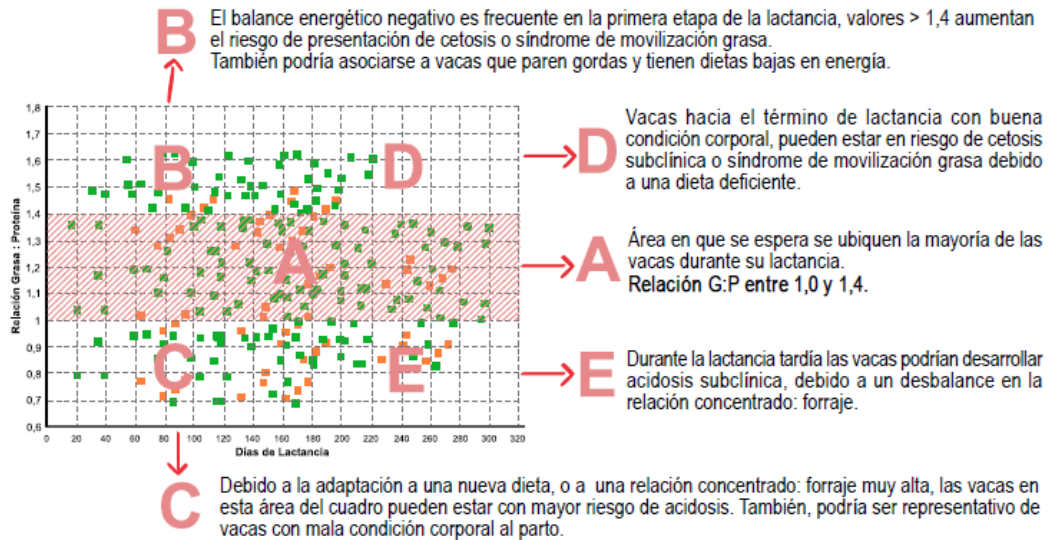 B
El balance energético negativo es frecuente en la primera etapa de la lactancia, valores > 1,4 aumentan
el riesgo de presentación de cetosis o síndrome de movilización grasa.
También podría asociarse a vacas que paren gordas y tienen dietas bajas en energía.
Relación Grasa : Proteína
1,8
1,7
1,6
1,5
1,4
1,3
1,2
1,1
1
0,9
0,8
0,7
0,6
B
D
A
C
E
0 20 40 60 80 100 120 140 160 180 200 220 240 260 280 300 320
Días de Lactancia
D
Vacas hacia el término de lactancia con buena
condición corporal, pueden estar en riesgo de cetosis
subclínica o síndrome de movilización grasa debido
a una dieta deficiente.
A
Área en que se espera se ubiquen la mayoría de las
vacas durante su lactancia.
Relación G:P entre 1,0 y 1,4.
E
Durante la lactancia tardía las vacas podrían desarrollar
acidosis subclínica, debido a un desbalance en la
relación concentrado: forraje.
C
Debido a la adaptación a una nueva dieta, o a una relación concentrado: forraje muy alta, las vacas en
esta área del cuadro pueden estar con mayor riesgo de acidosis. También, podría ser representativo de
vacas con mala condición corporal al parto.